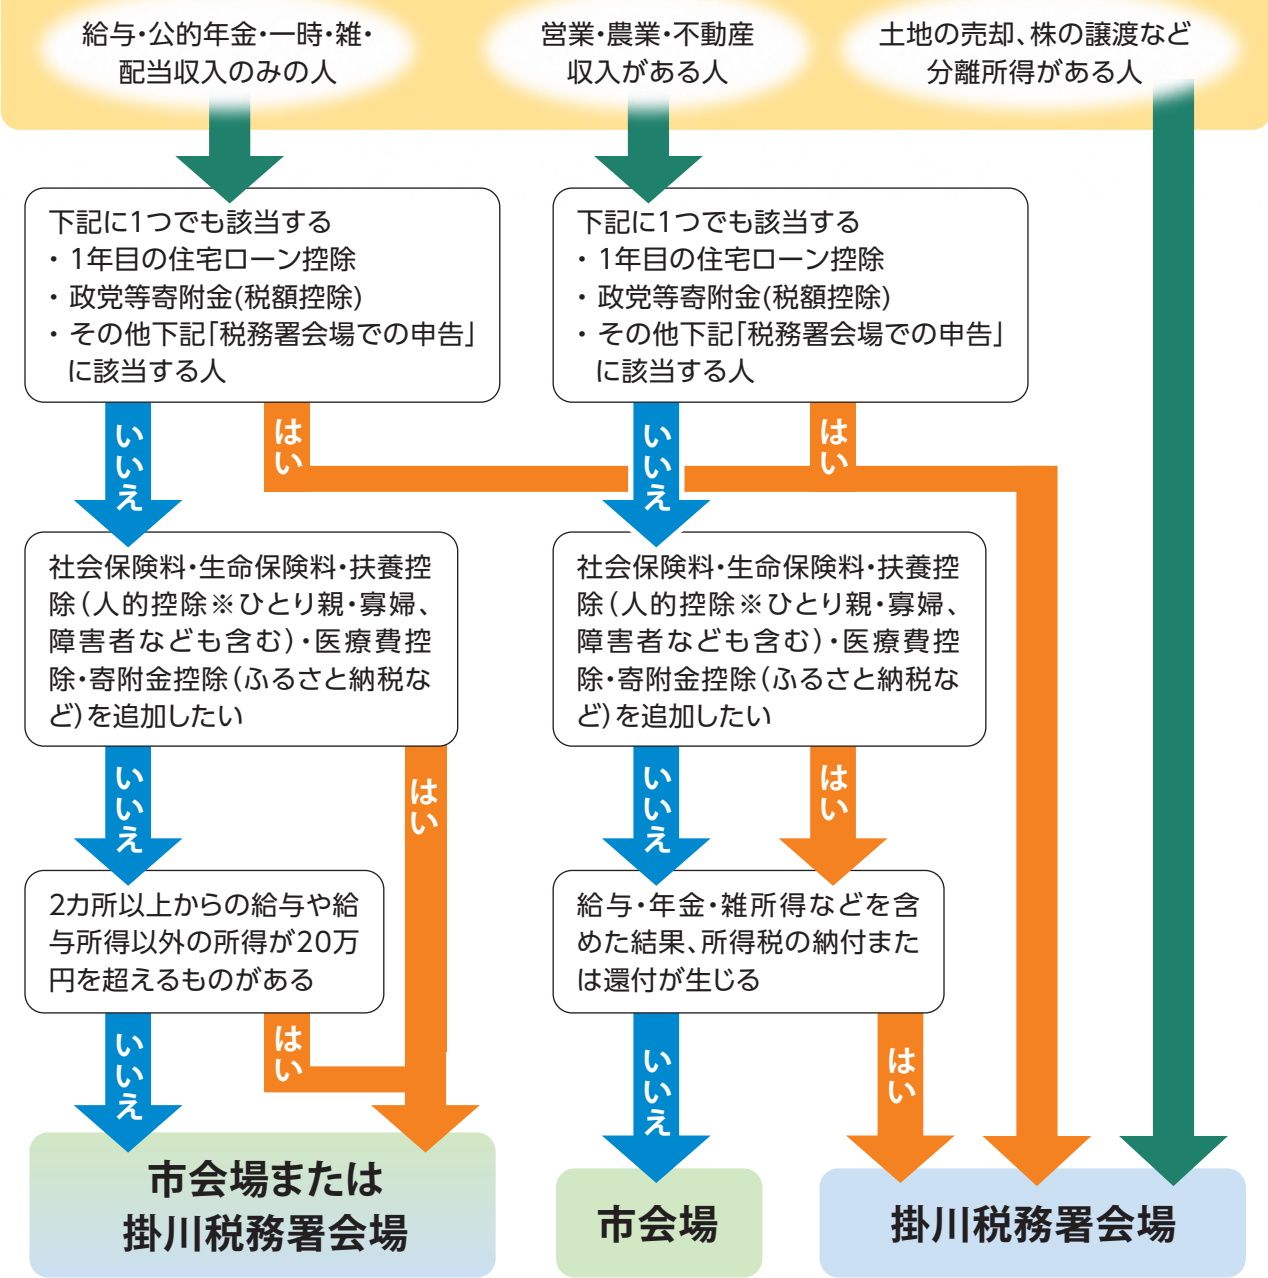 給与・公的年金・一時・雑・
配当収入のみの人
営業・農業・不動産
収入がある人
土地の売却、株の譲渡など
分離所得がある人
下記に1つでも該当する
・1年目の住宅ローン控除
・政党等寄附金(税額控除)
・その他下記「税務署会場での申告」
に該当する人
下記に1つでも該当する
・1年目の住宅ローン控除
・政党等寄附金(税額控除)
・その他下記「税務署会場での申告」
に該当する人
いいえ
はい
いいえ
はい
社会保険料・生命保険料・扶養控
除(人的控除※ひとり親・寡婦、
障害者なども含む)・医療費控
除・寄附金控除(ふるさと納税な
ど)を追加したい
社会保険料・生命保険料・扶養控
除(人的控除※ひとり親・寡婦、
障害者なども含む)・医療費控
除・寄附金控除(ふるさと納税な
ど)を追加したい
いいえ
はい
いいえ
はい
2カ所以上からの給与や給
与所得以外の所得が20万
円を超えるものがある
給与・年金・雑所得などを含
めた結果、所得税の納付また
は還付が生じる
いいえ
はい
いいえ
はい
市会場または
掛川税務署会場
市会場
掛川税務署会場